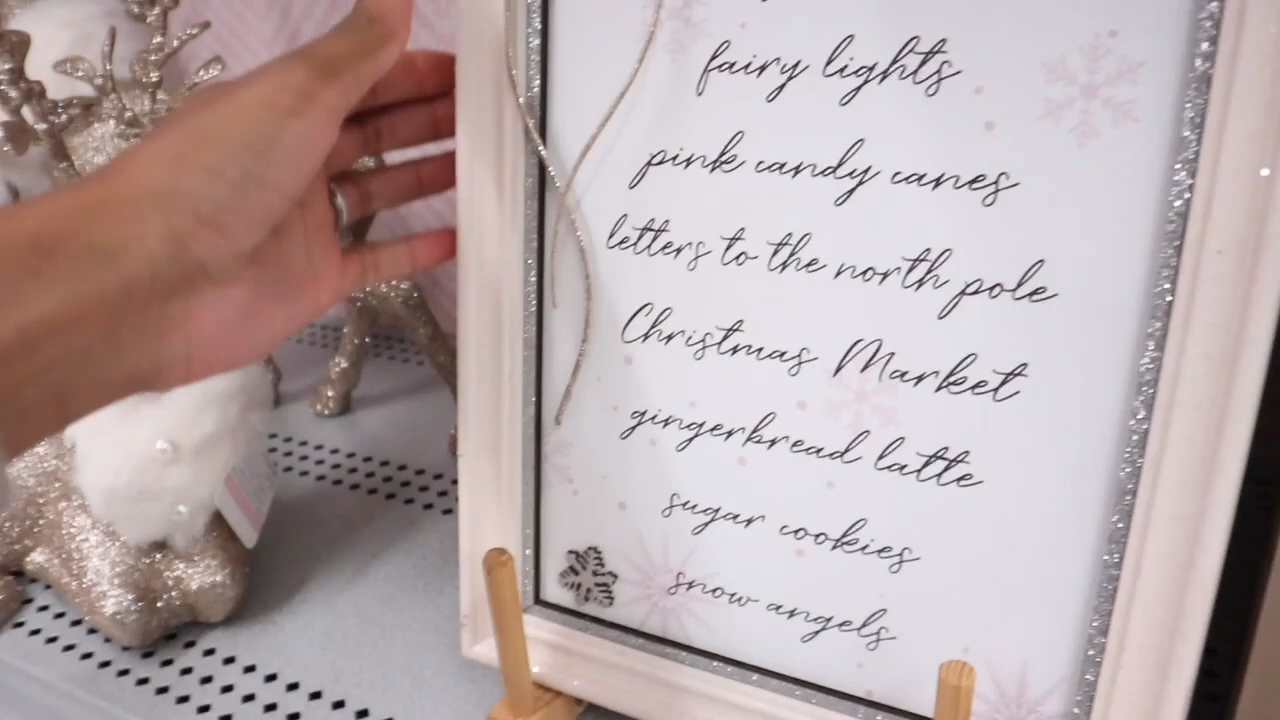 fairy lights
pink candy canes
letters to the north pole
Christmas Market
gingerbread latte
sugar cookies
snow angels